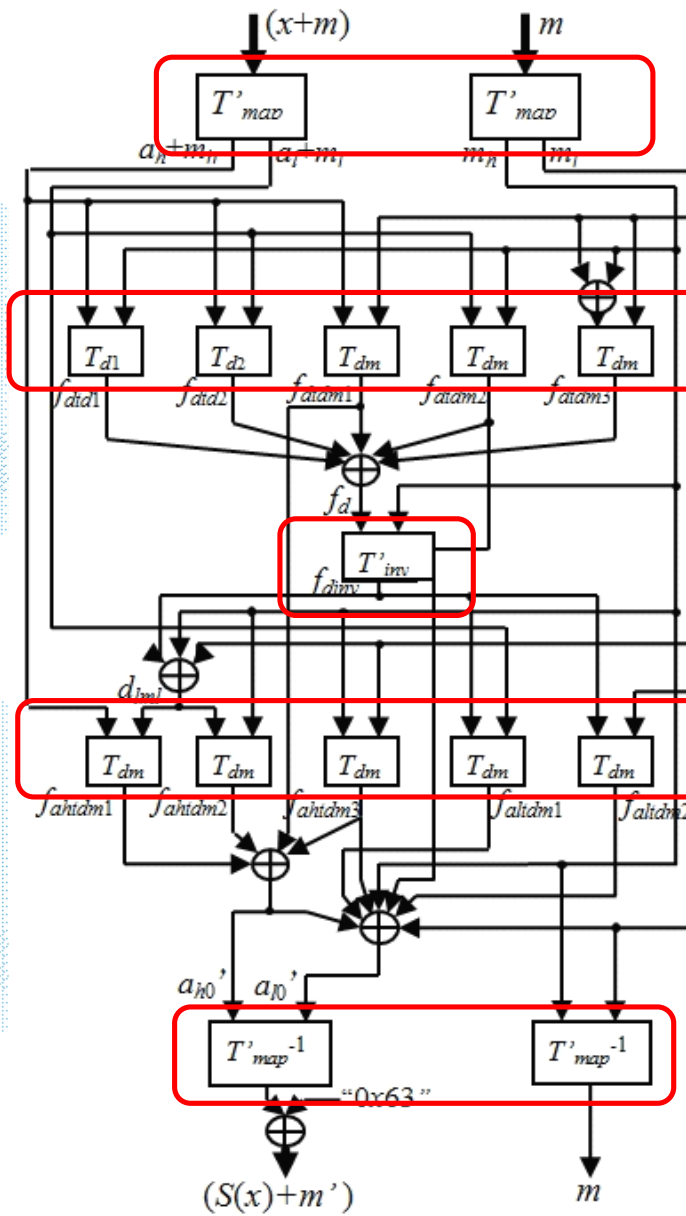 (x+m) m
T’map T’map
ah+mh al+ml mh ml
Td1 Td2 Tdm Tdm Tdm
fdtd1 fdtd2 fdtdm1 fdtdm2 fdtdm3
fd
T’inv
fdinv
dlml
Tdm Tdm Tdm Tdm Tdm
fahtdm1 fahtdm2 fahtdm3 faltdm1 faltdm2
ah0’ al0’
T’map-1 T’map-1
“0x63”
(S(x)+m’) m